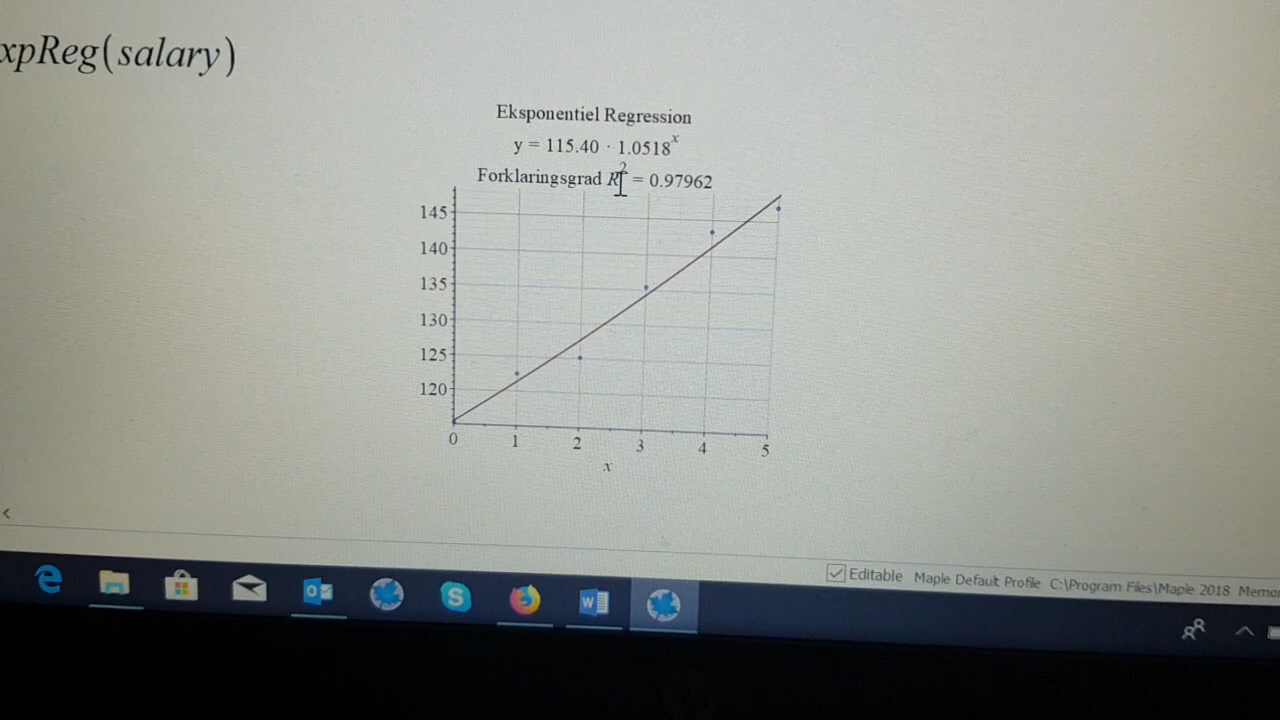 xpReg(salary)
Eksponentiel Regression
y = 115.40 · 1.0518^x
Forklaringsgrad R² = 0.97962
145
140
135
130
125
120
0 1 2 3 4 5
x
Editable Maple Default Profile C:\Program Files\Maple 2018 Memo